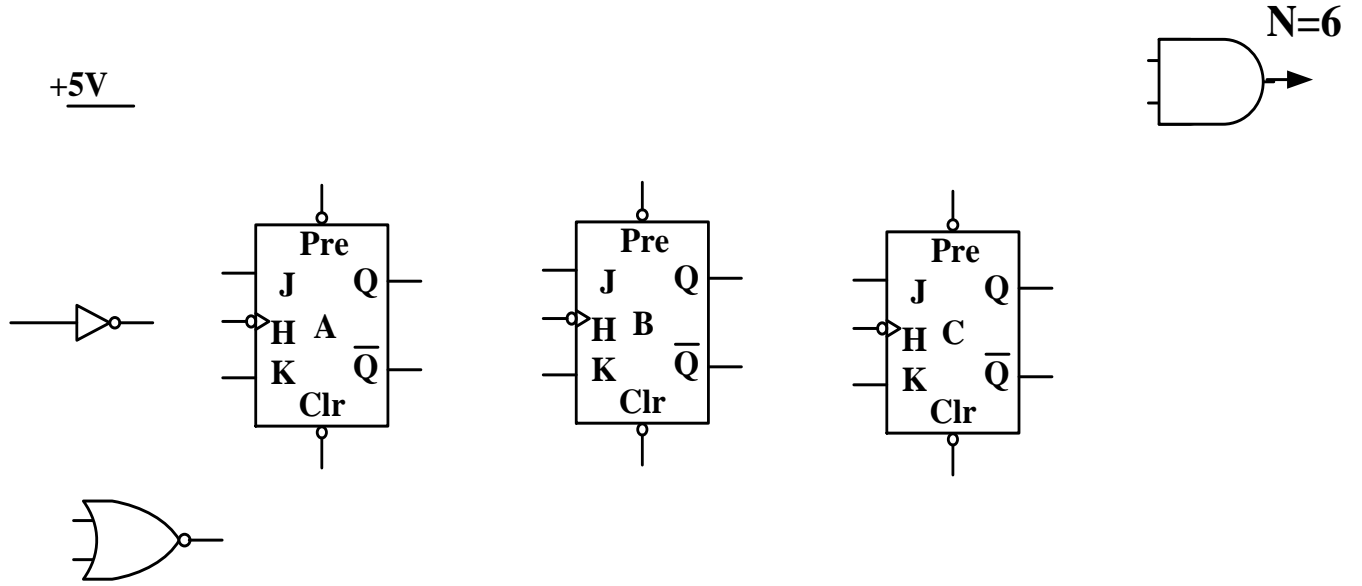 N=6
+5V
Pre
J Q
H A
K Q̅
Clr
Pre
J Q
H B
K Q̅
Clr
Pre
J Q
H C
K Q̅
Clr